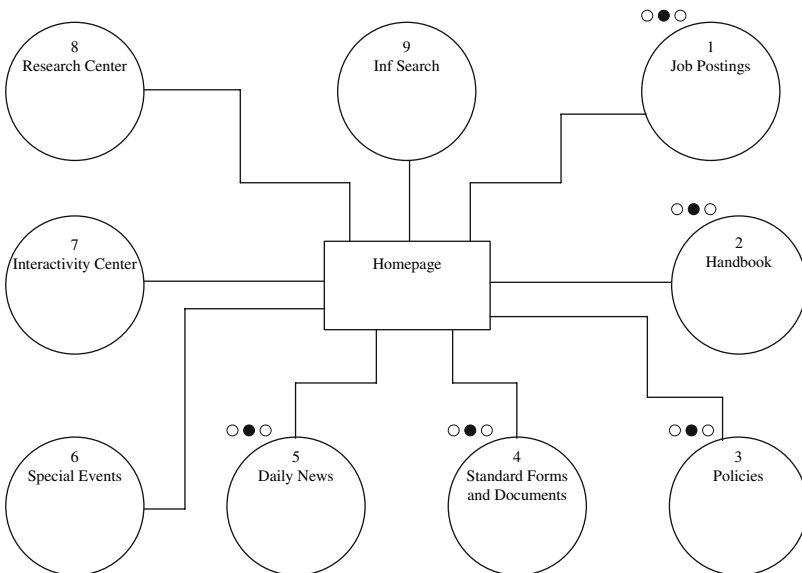 8
Research Center
9
Inf Search
1
Job Postings
7
Interactivity Center
Homepage
2
Handbook
6
Special Events
5
Daily News
4
Standard Forms
and Documents
3
Policies